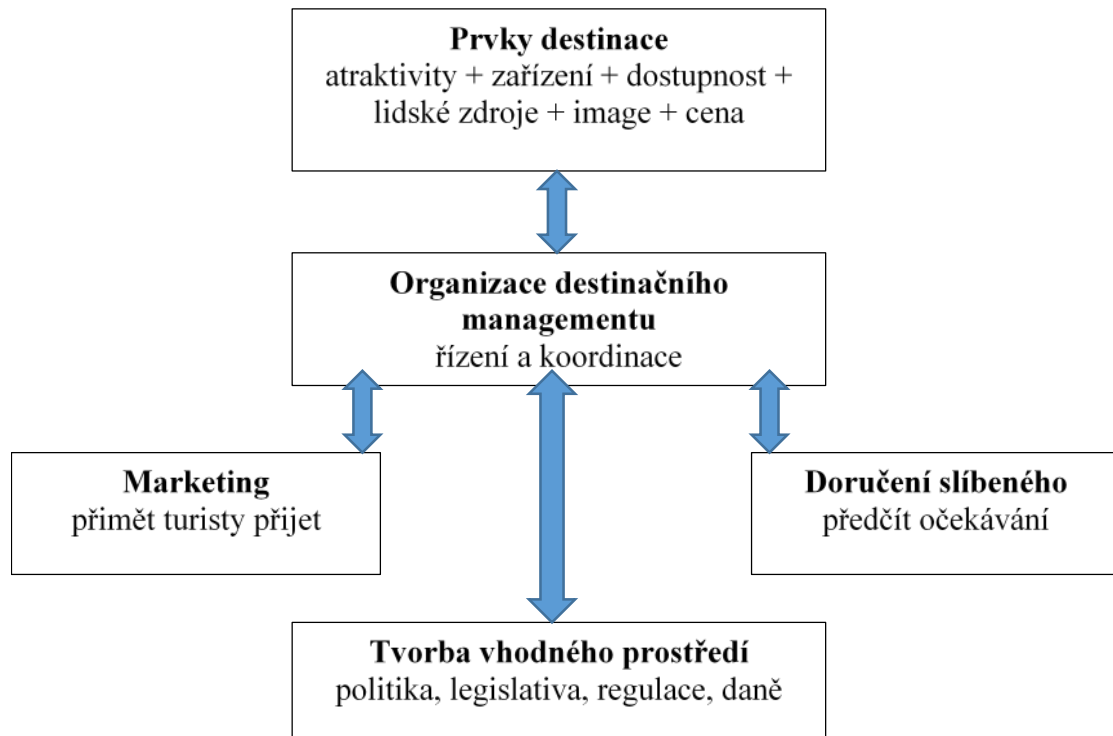 Prvky destinace
atraktivity + zařízení + dostupnost +
lidské zdroje + image + cena
Organizace destinačního
managementu
řízení a koordinace
Marketing
přimět turisty přijet
Doručení slíbeného
předčít očekávání
Tvorba vhodného prostředí
politika, legislativa, regulace, daně